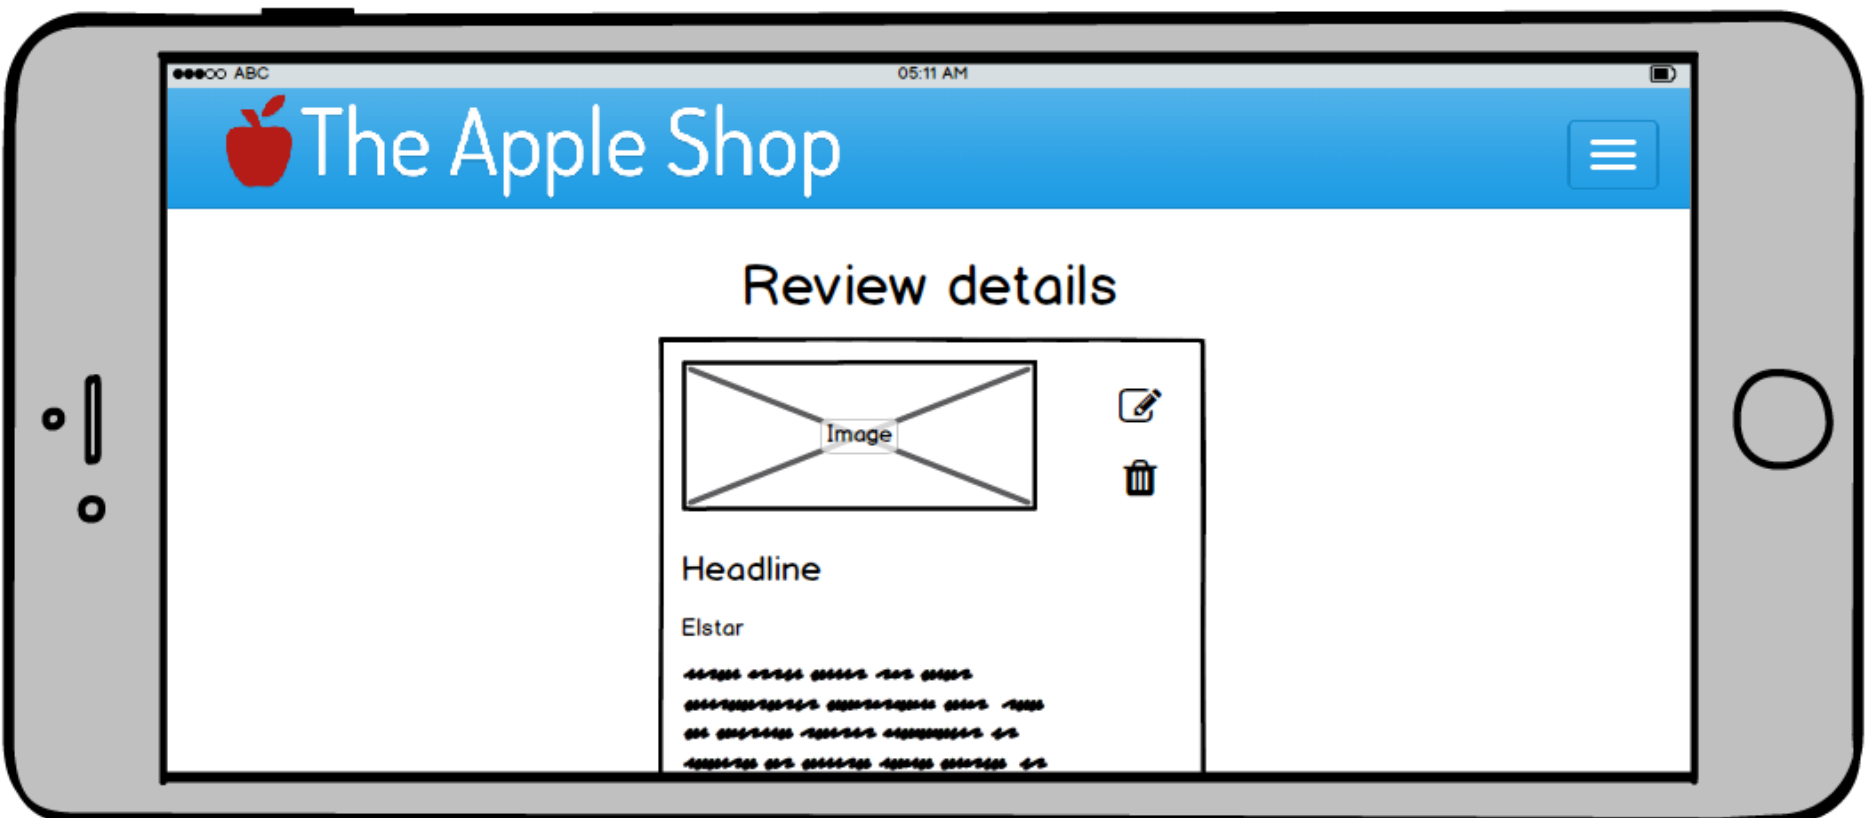 ABC
05:11 AM
The Apple Shop
Review details
Image
Headline
Elstar